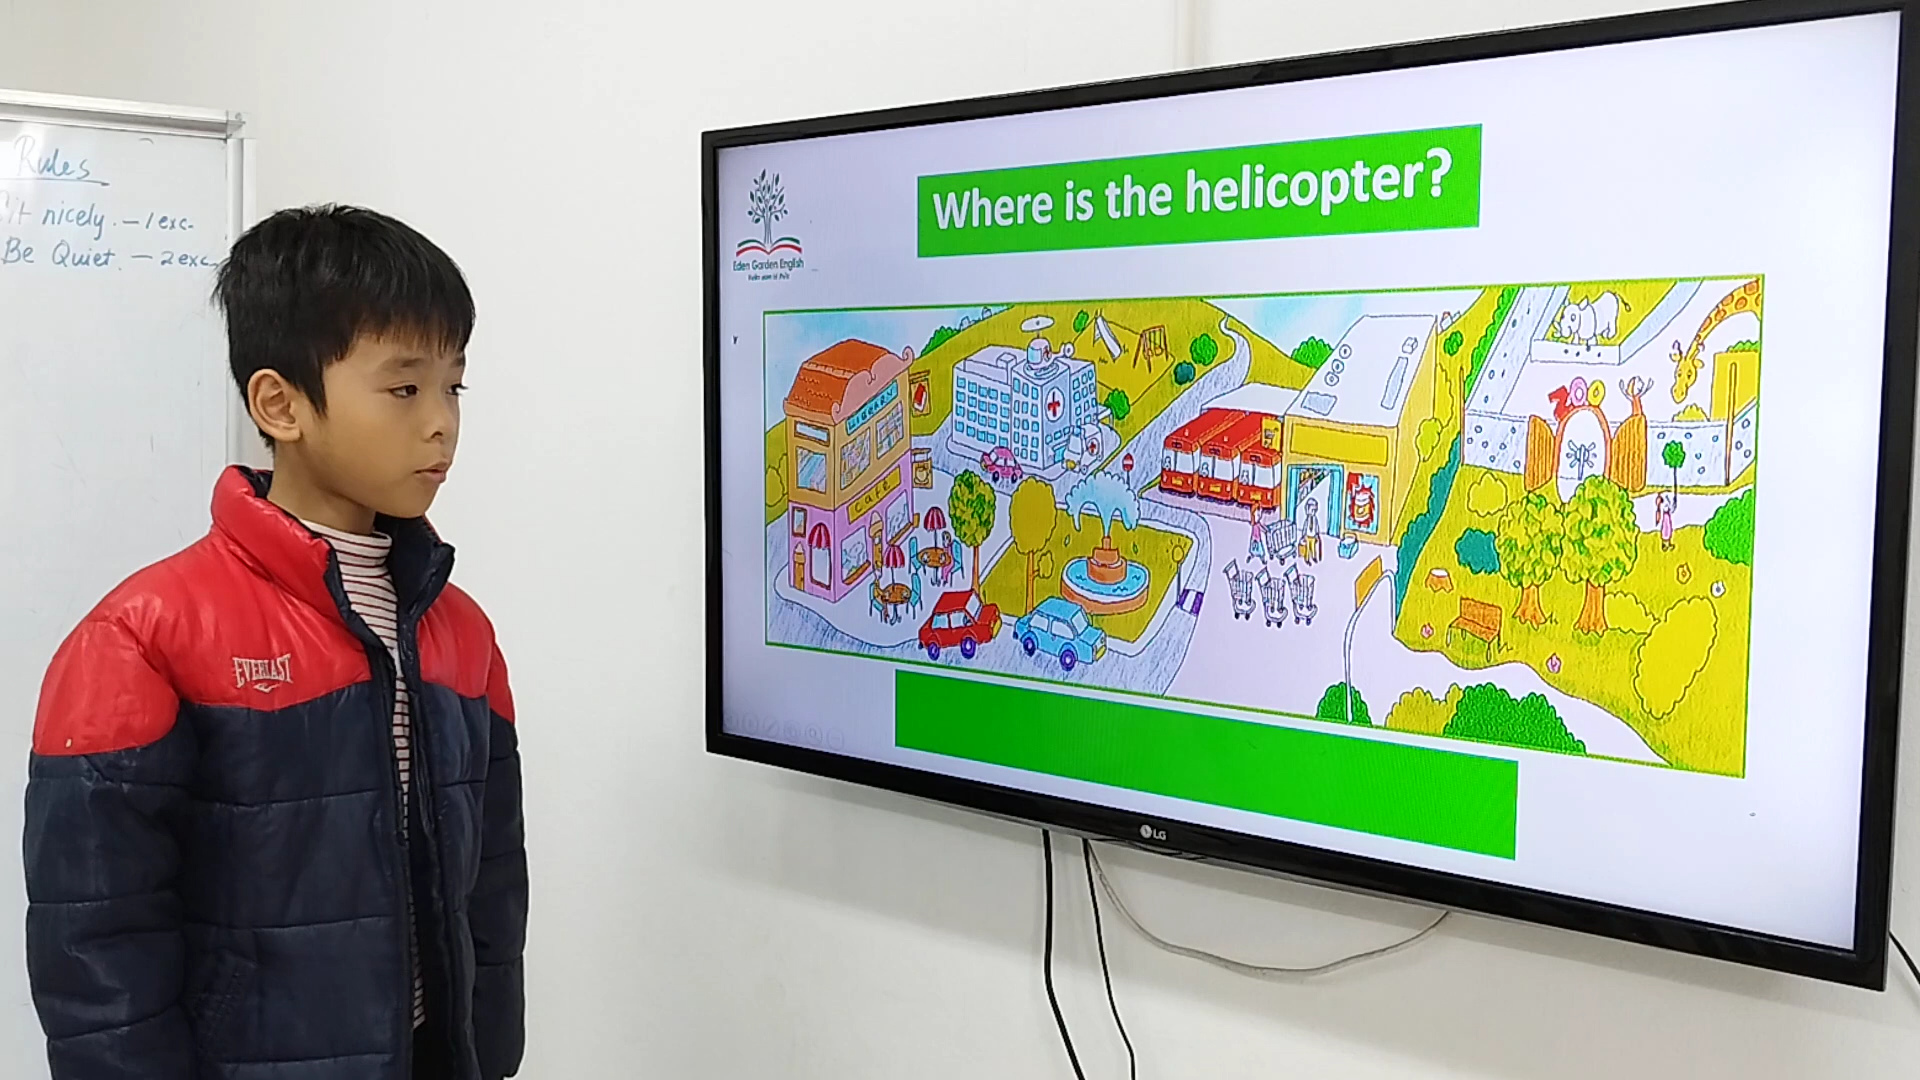 Rules
Sit nicely. – 1 exc.
Be Quiet. – 2 exc
EVERLAST
Eden Garden English
Where is the helicopter?
LIBRARY
café
ZOO
LG